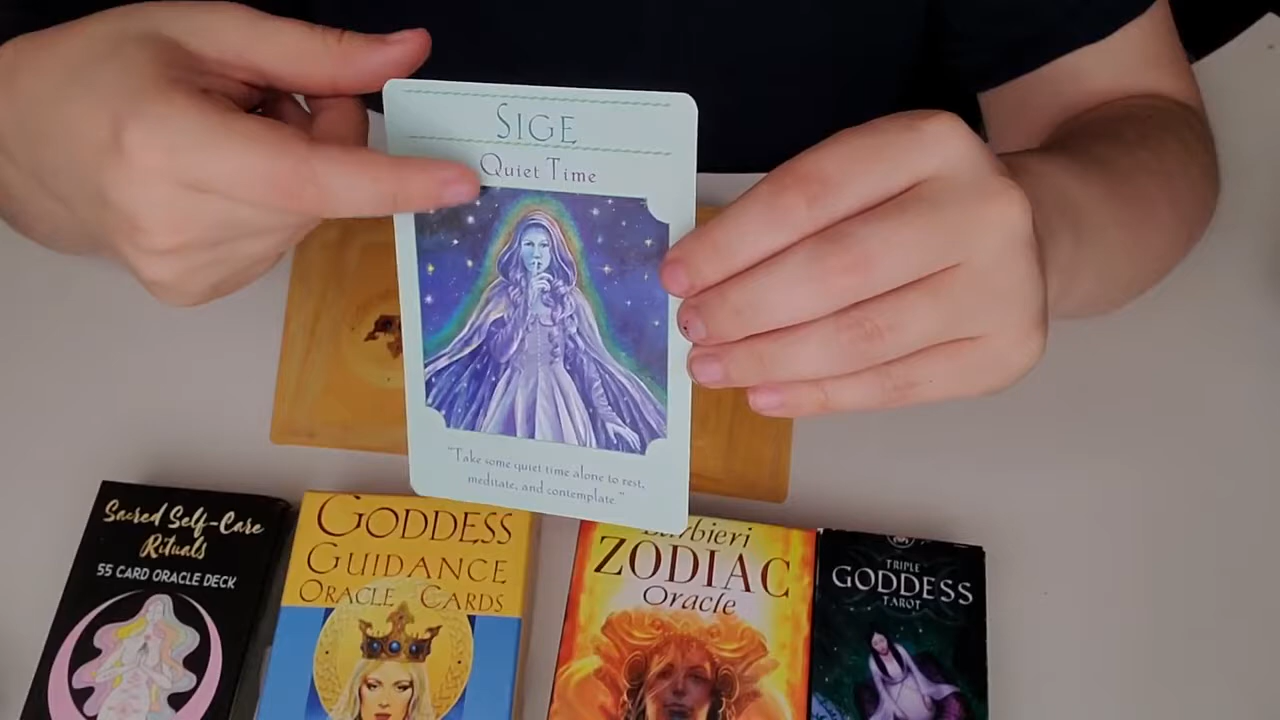 SIGE
Quiet Time
"Take some quiet time alone to rest,
meditate, and contemplate."
Sacred Self-Care
Rituals
55 CARD ORACLE DECK
GODDESS
GUIDANCE
ORACLE CARDS
Barbieri
ZODIAC
Oracle
TRIPLE
GODDESS
TAROT